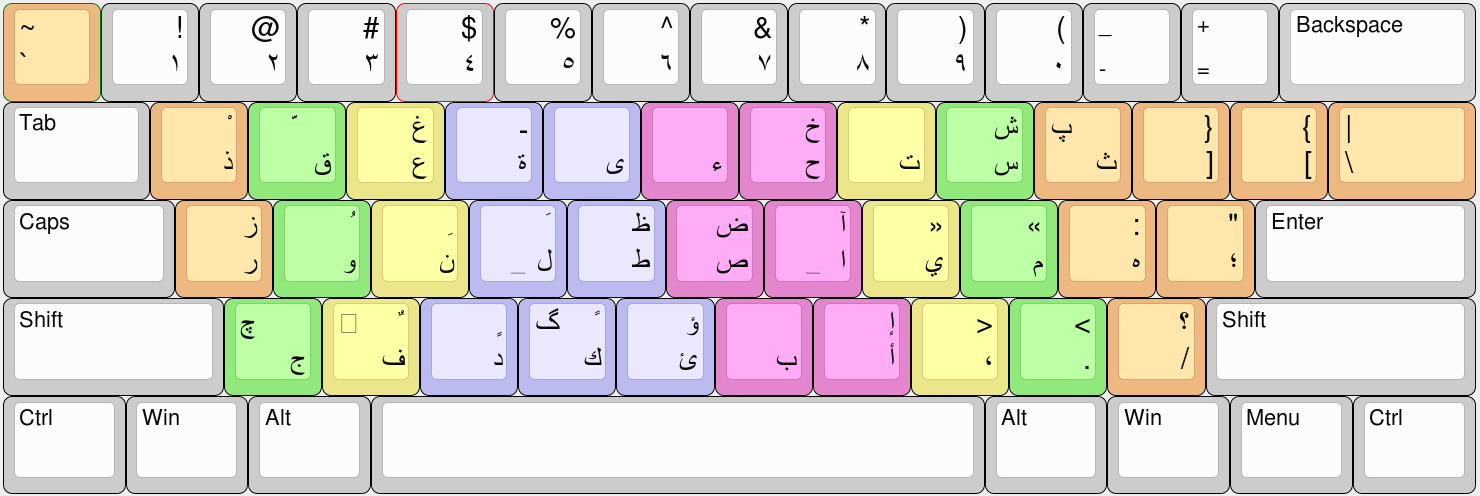 ~ ! @ # $ % ^ & * ) ( _ + Backspace
` ١ ٢ ٣ ٤ ٥ ٦ ٧ ٨ ٩ ٠ - =
Tab ْ ّ غ ـ خ ش پ } { |
ذ ق ع ة ى ء ح ت س ث ] [ \
Caps ز ُ َ ظ ض آ » « : " Enter
ر و ن ل _ ط ص ا _ ي م ه ؛
Shift چ ٌ گ ؤ إ > < ؟ Shift
ج ف د ك ئ ب أ ، . /
Ctrl Win Alt Alt Win Menu Ctrl